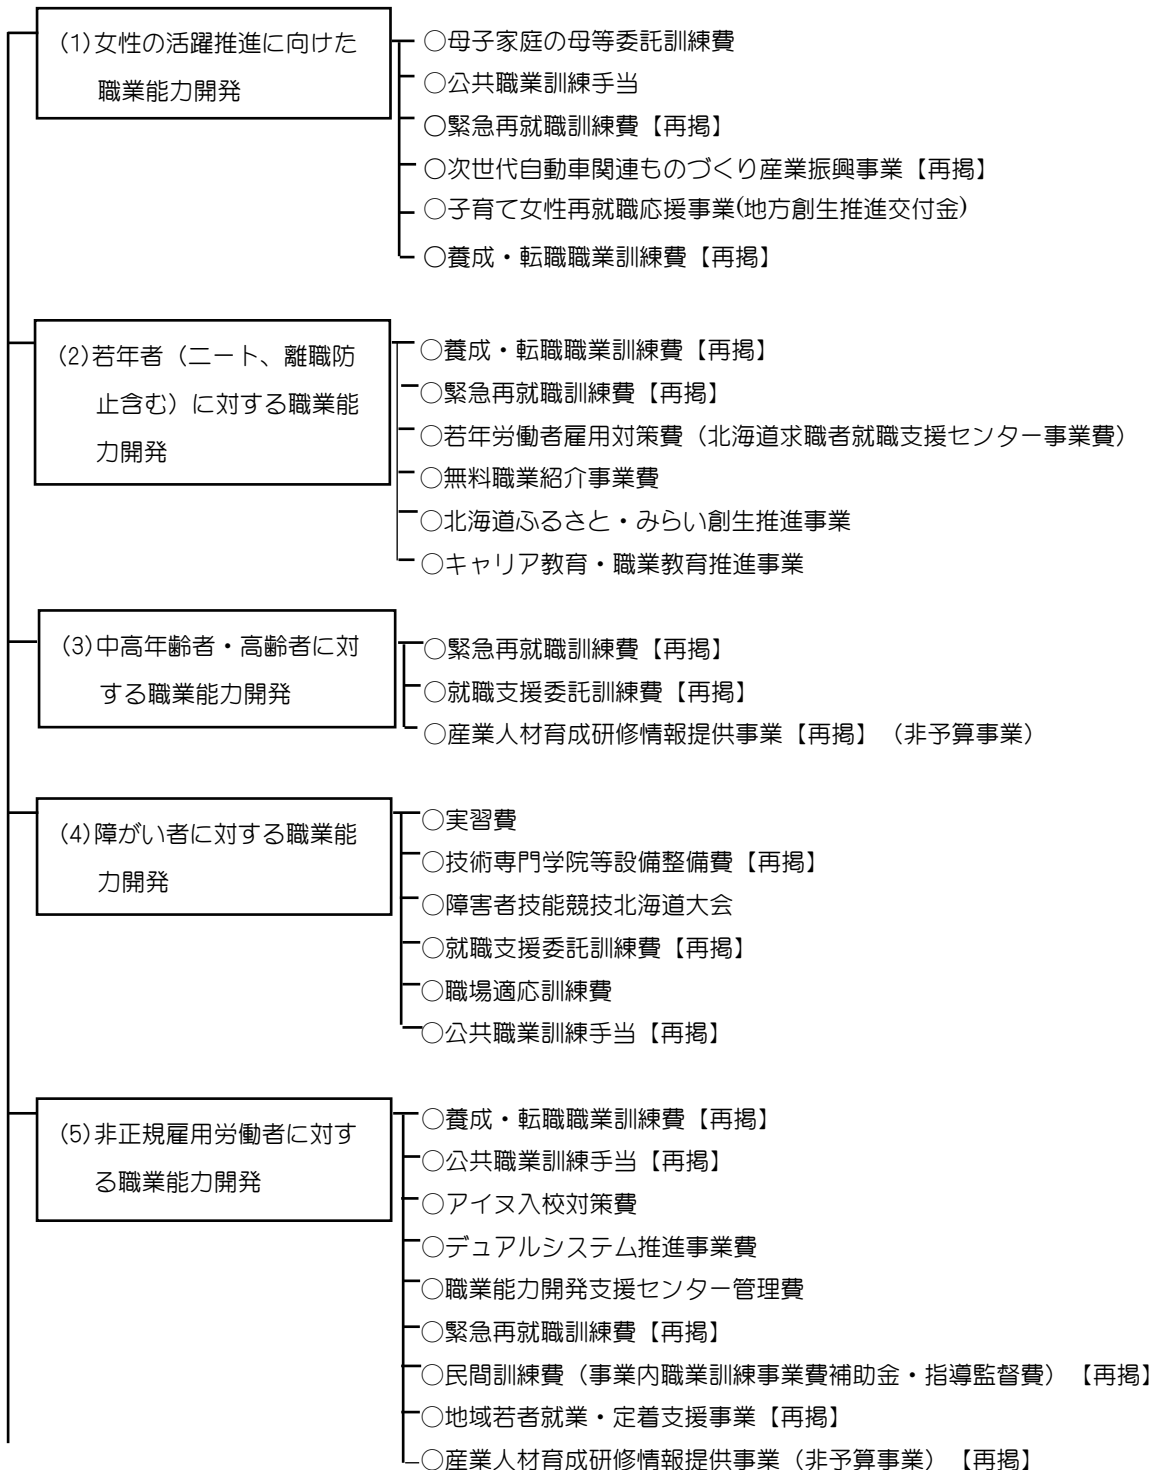 (1)女性の活躍推進に向けた
職業能力開発
○母子家庭の母等委託訓練費
○公共職業訓練手当
○緊急再就職訓練費【再掲】
○次世代自動車関連ものづくり産業振興事業【再掲】
○子育て女性再就職応援事業(地方創生推進交付金)
○養成・転職職業訓練費【再掲】
(2)若年者（ニート、離職防
止含む）に対する職業能
力開発
○養成・転職職業訓練費【再掲】
○緊急再就職訓練費【再掲】
○若年労働者雇用対策費（北海道求職者就職支援センター事業費）
○無料職業紹介事業費
○北海道ふるさと・みらい創生推進事業
○キャリア教育・職業教育推進事業
(3)中高年齢者・高齢者に対
する職業能力開発
○緊急再就職訓練費【再掲】
○就職支援委託訓練費【再掲】
○産業人材育成研修情報提供事業【再掲】（非予算事業）
(4)障がい者に対する職業能
力開発
○実習費
○技術専門学院等設備整備費【再掲】
○障害者技能競技北海道大会
○就職支援委託訓練費【再掲】
○職場適応訓練費
○公共職業訓練手当【再掲】
(5)非正規雇用労働者に対す
る職業能力開発
○養成・転職職業訓練費【再掲】
○公共職業訓練手当【再掲】
○アイヌ入校対策費
○デュアルシステム推進事業費
○職業能力開発支援センター管理費
○緊急再就職訓練費【再掲】
○民間訓練費（事業内職業訓練事業費補助金・指導監督費）【再掲】
○地域若者就業・定着支援事業【再掲】
○産業人材育成研修情報提供事業（非予算事業）【再掲】